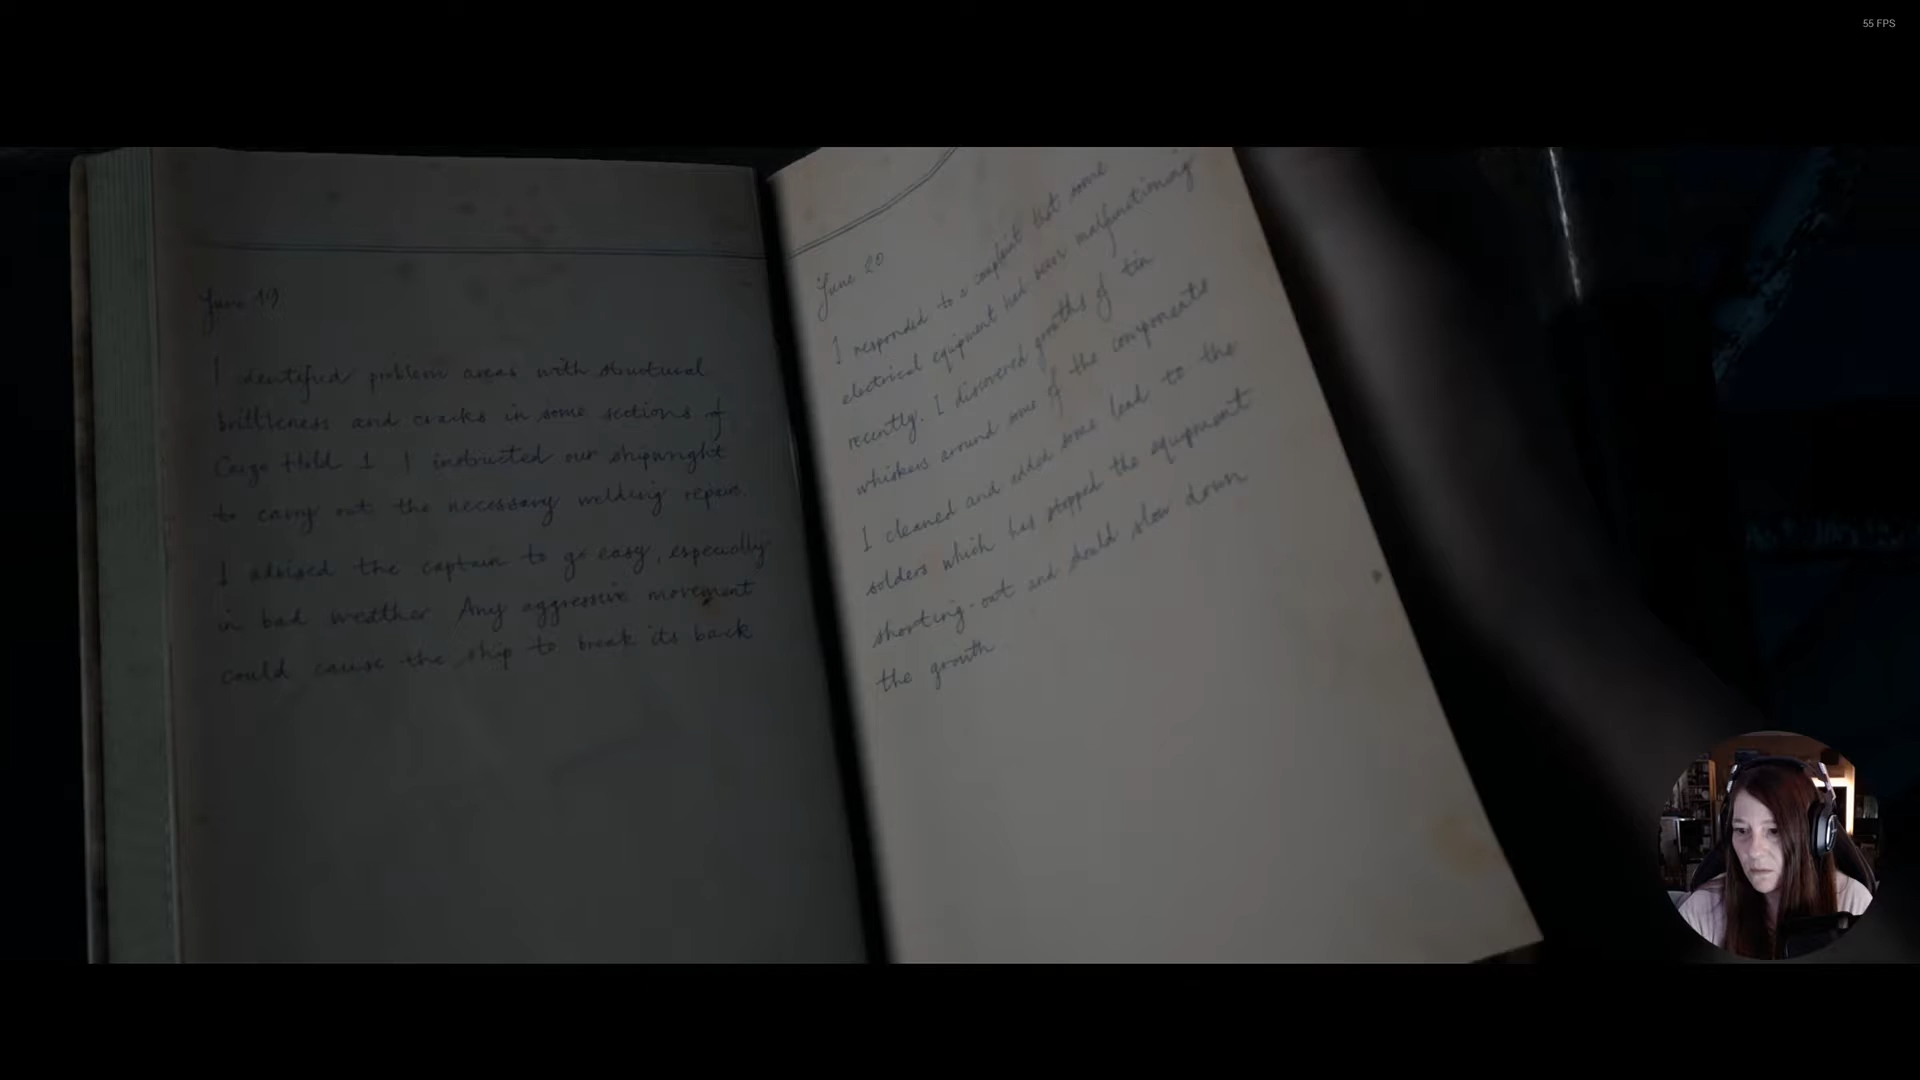 55 FPS
June 19
I identified problem areas with structural
brittleness and cracks in some sections of
Cargo Hold 1 I instructed our shipwright
to carry out the necessary welding repairs.
I advised the captain to go easy, especially
in bad weather Any aggressive movement
could cause the ship to break its back
June 20
I responded to a complaint that some
electrical equipment had been malfunctioning
recently. I discovered growths of tin
whiskers around some of the components
I cleaned and added some lead to the
solders which has stopped the equipment
shorting-out and should slow down
the growth